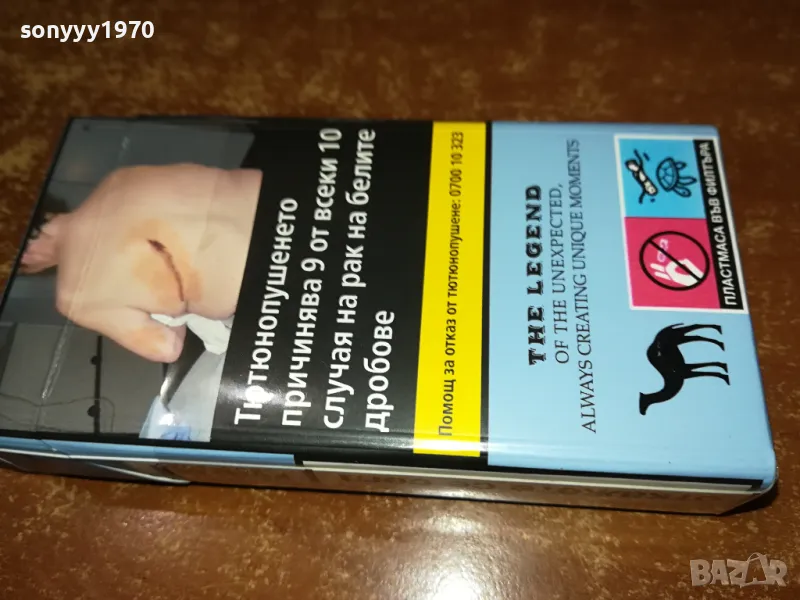 sonyyy1970
Тютюнопушенето
причинява 9 от всеки 10
случая на рак на белите
дробове
Помощ за отказ от тютюнопушене: 0700 10 323
THE LEGEND
OF THE UNEXPECTED,
ALWAYS CREATING UNIQUE MOMENTS
ПЛАСТМАСА ВЪВ ФИЛТЪРА
BAZAR